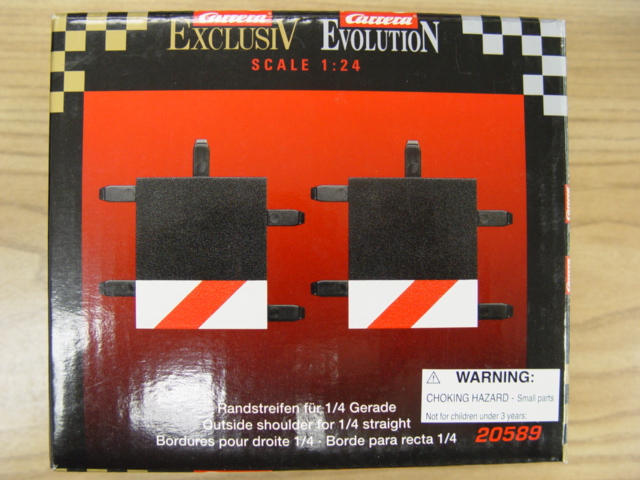 Carrera Carrera
EXCLUSIV EVOLUTION
SCALE 1:24
WARNING:
CHOKING HAZARD - Small parts
Not for children under 3 years:
Randstreifen für 1/4 Gerade
Outside shoulder for 1/4 straight
Bordures pour droite 1/4 · Borde para recta 1/4
20589